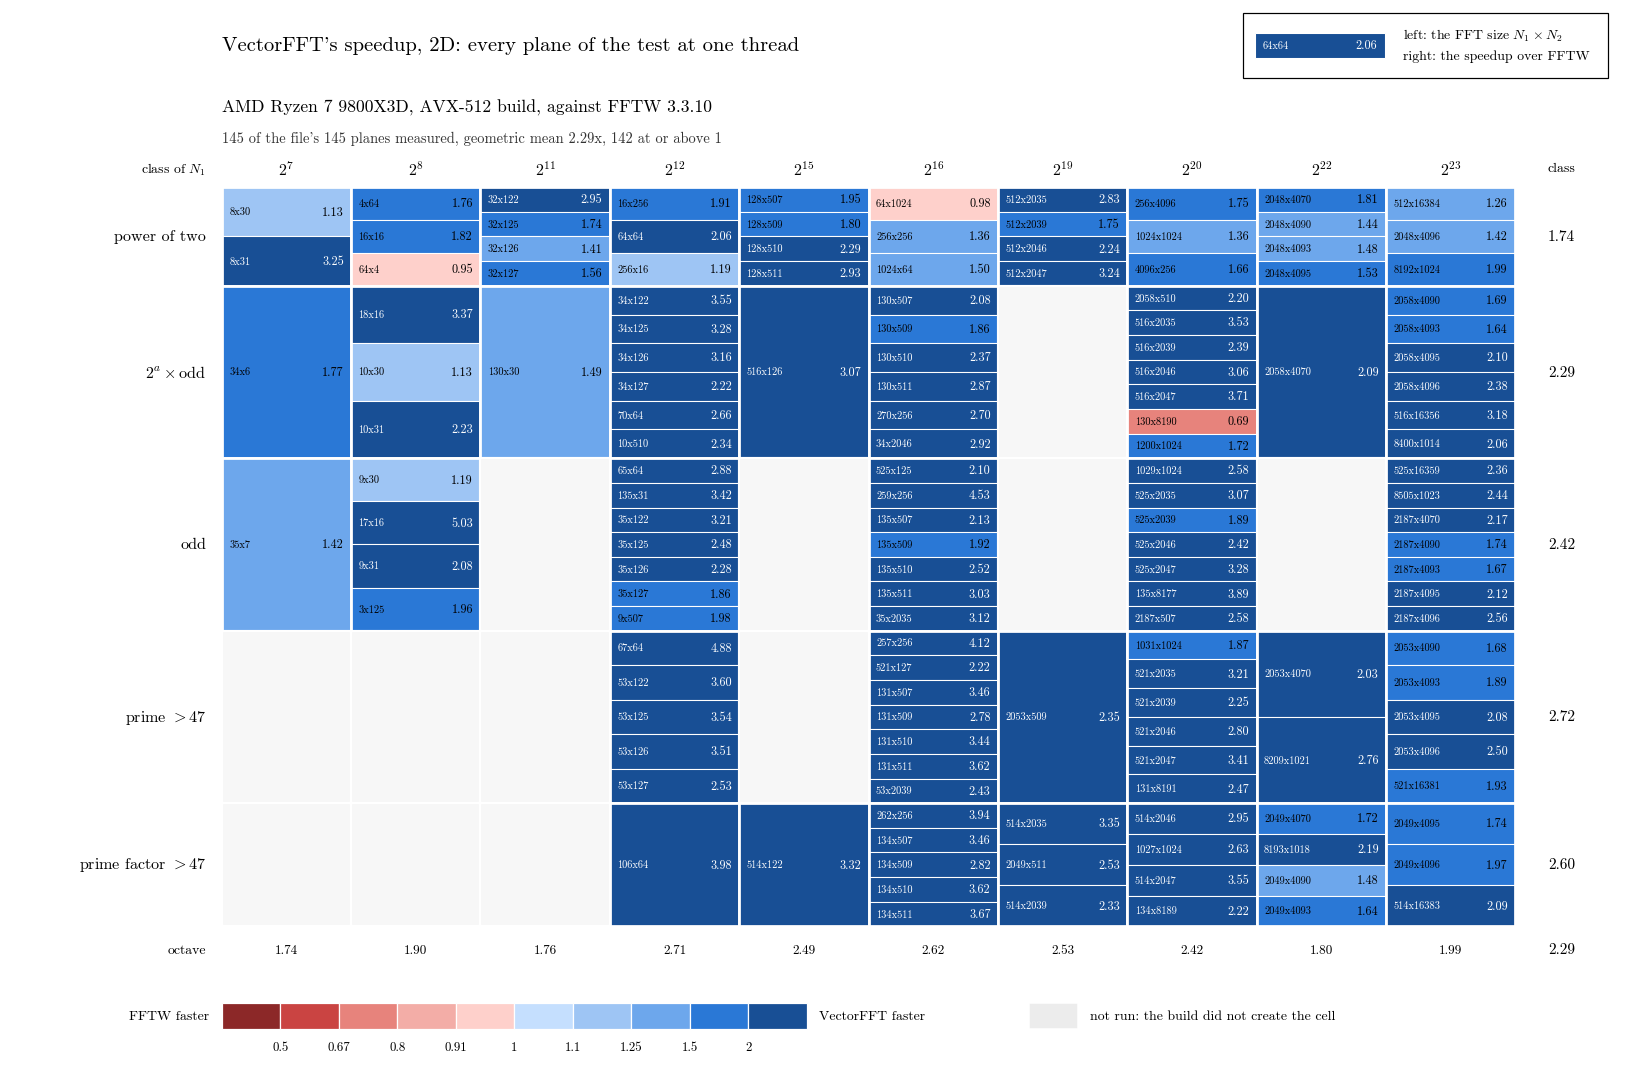 VectorFFT's speedup, 2D: every plane of the test at one thread
64x64 2.06
left: the FFT size N₁ × N₂
right: the speedup over FFTW
AMD Ryzen 7 9800X3D, AVX-512 build, against FFTW 3.3.10
145 of the file's 145 planes measured, geometric mean 2.29x, 142 at or above 1
class of N₁ 2⁷ 2⁸ 2¹¹ 2¹² 2¹⁵ 2¹⁶ 2¹⁹ 2²⁰ 2²² 2²³ class
power of two
8x30 1.13
8x31 3.25
4x64 1.76
16x16 1.82
64x4 0.95
32x122 2.95
32x125 1.74
32x126 1.41
32x127 1.56
16x256 1.91
64x64 2.06
256x16 1.19
128x507 1.95
128x509 1.80
128x510 2.29
128x511 2.93
64x1024 0.98
256x256 1.36
1024x64 1.50
512x2035 2.83
512x2039 1.75
512x2046 2.24
512x2047 3.24
256x4096 1.75
1024x1024 1.36
4096x256 1.66
2048x4070 1.81
2048x4090 1.44
2048x4093 1.48
2048x4095 1.53
512x16384 1.26
2048x4096 1.42
8192x1024 1.99
1.74
2ᵃ × odd
34x6 1.77
18x16 3.37
10x30 1.13
10x31 2.23
130x30 1.49
34x122 3.55
34x125 3.28
34x126 3.16
34x127 2.22
70x64 2.66
10x510 2.34
516x126 3.07
130x507 2.08
130x509 1.86
130x510 2.37
130x511 2.87
270x256 2.70
34x2046 2.92
2058x510 2.20
516x2035 3.53
516x2039 2.39
516x2046 3.06
516x2047 3.71
130x8190 0.69
1200x1024 1.72
2058x4070 2.09
2058x4090 1.69
2058x4093 1.64
2058x4095 2.10
2058x4096 2.38
516x16356 3.18
8400x1014 2.06
2.29
odd
35x7 1.42
9x30 1.19
17x16 5.03
9x31 2.08
3x125 1.96
65x64 2.88
135x31 3.42
35x122 3.21
35x125 2.48
35x126 2.28
35x127 1.86
9x507 1.98
525x125 2.10
259x256 4.53
135x507 2.13
135x509 1.92
135x510 2.52
135x511 3.03
35x2035 3.12
1029x1024 2.58
525x2035 3.07
525x2039 1.89
525x2046 2.42
525x2047 3.28
135x8177 3.89
2187x507 2.58
525x16359 2.36
8505x1023 2.44
2187x4070 2.17
2187x4090 1.74
2187x4093 1.67
2187x4095 2.12
2187x4096 2.56
2.42
prime > 47
67x64 4.88
53x122 3.60
53x125 3.54
53x126 3.51
53x127 2.53
257x256 4.12
521x127 2.22
131x507 3.46
131x509 2.78
131x510 3.44
131x511 3.62
53x2039 2.43
2053x509 2.35
1031x1024 1.87
521x2035 3.21
521x2039 2.25
521x2046 2.80
521x2047 3.41
131x8191 2.47
2053x4070 2.03
8209x1021 2.76
2053x4090 1.68
2053x4093 1.89
2053x4095 2.08
2053x4096 2.50
521x16381 1.93
2.72
prime factor > 47
106x64 3.98
514x122 3.32
262x256 3.94
134x507 3.46
134x509 2.82
134x510 3.62
134x511 3.67
514x2035 3.35
2049x511 2.53
514x2039 2.33
514x2046 2.95
1027x1024 2.63
514x2047 3.55
134x8189 2.22
2049x4070 1.72
8193x1018 2.19
2049x4090 1.48
2049x4093 1.64
2049x4095 1.74
2049x4096 1.97
514x16383 2.09
2.60
octave 1.74 1.90 1.76 2.71 2.49 2.62 2.53 2.42 1.80 1.99 2.29
FFTW faster VectorFFT faster not run: the build did not create the cell
0.5 0.67 0.8 0.91 1 1.1 1.25 1.5 2